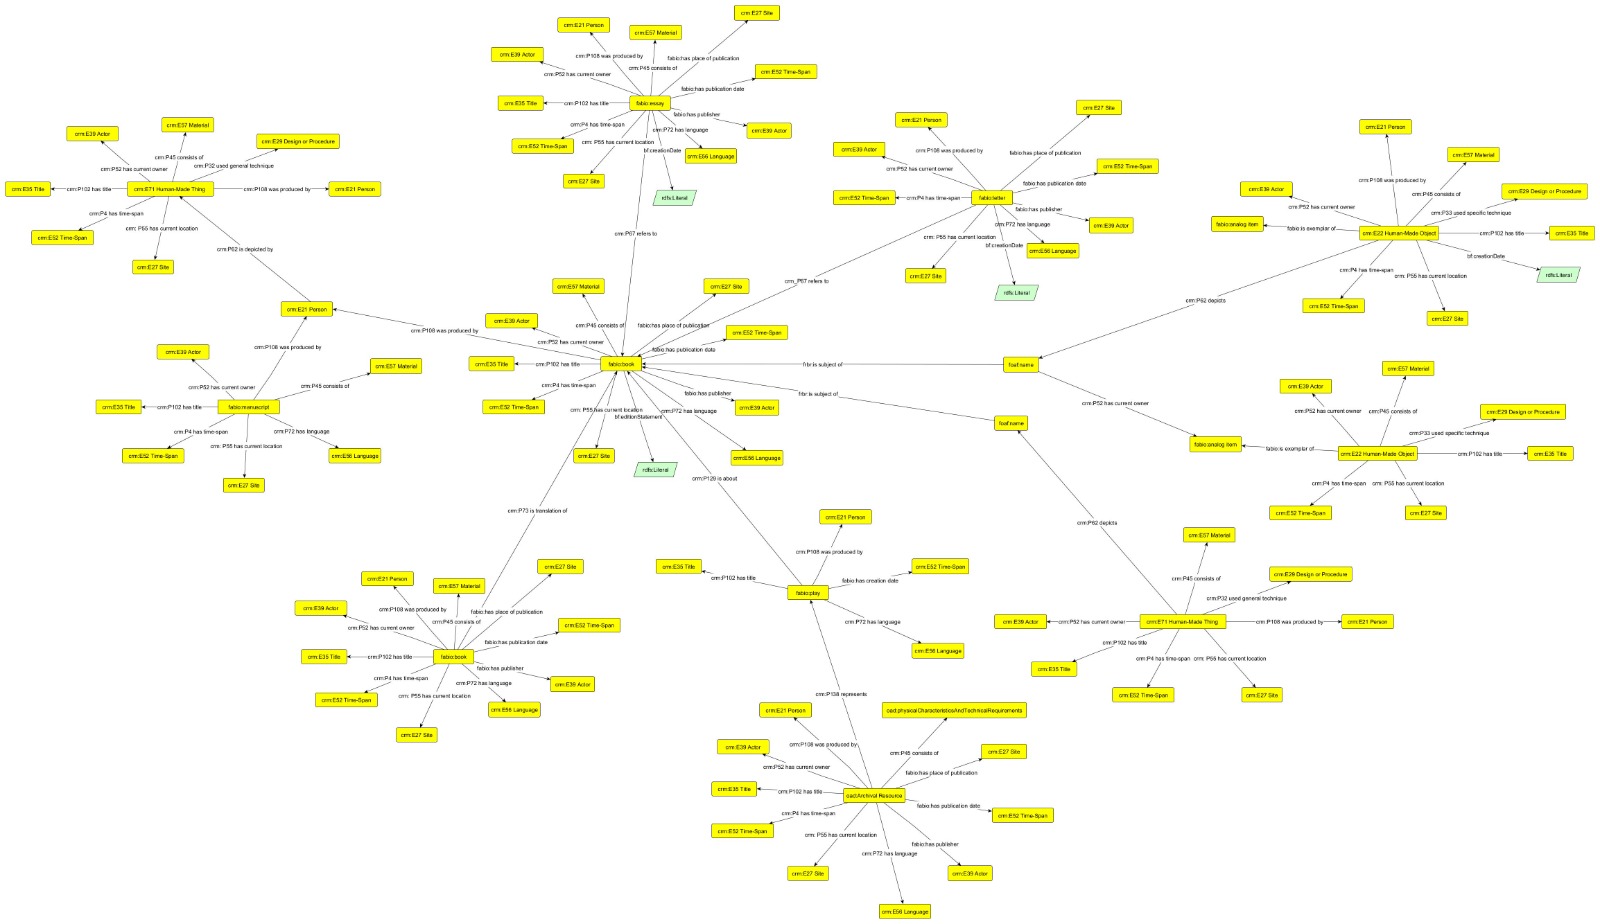 crm:E27 Site
crm:E21 Person
crm:E57 Material
crm:E39 Actor
crm:P108 was produced by
fabio:has place of publication
crm:P45 consists of
crm:P52 has current owner
crm:E52 Time-Span
fabio:has publication date
crm:E35 Title
crm:P102 has title
fabio:essay
fabio:has publisher
crm:E39 Actor
crm:P4 has time-span
crm:P72 has language
crm:E52 Time-Span
crm: P55 has current location
bf:creationDate
crm:E56 Language
crm:E27 Site
rdfs:Literal
crm:P67 refers to
crm:E39 Actor
crm:E57 Material
crm:E29 Design or Procedure
crm:P45 consists of
crm:P32 used general technique
crm:P52 has current owner
crm:E35 Title
crm:P102 has title
crm:E71 Human-Made Thing
crm:P108 was produced by
crm:E21 Person
crm:P4 has time-span
crm:E52 Time-Span
crm: P55 has current location
crm:E27 Site
crm:P62 is depicted by
crm:E21 Person
crm:P108 was produced by
crm:P108 was produced by
crm:E39 Actor
crm:E57 Material
crm:P52 has current owner
crm:P45 consists of
crm:E35 Title
crm:P102 has title
fabio:manuscript
crm:P4 has time-span
crm:P72 has language
crm:E52 Time-Span
crm: P55 has current location
crm:E56 Language
crm:E27 Site
crm:E27 Site
crm:E21 Person
crm:P108 was produced by
fabio:has place of publication
crm:E39 Actor
crm:P52 has current owner
crm:E52 Time-Span
fabio:has publication date
crm:E52 Time-Span
crm:P4 has time-span
fabio:letter
fabio:has publisher
crm:E39 Actor
crm:P72 has language
crm: P55 has current location
bf:creationDate
crm:E56 Language
crm:E27 Site
rdfs:Literal
crm_P67 refers to
crm:E57 Material
crm:E27 Site
crm:E39 Actor
crm:P45 consists of
fabio:has place of publication
crm:P52 has current owner
crm:E52 Time-Span
fabio:has publication date
crm:E35 Title
crm:P102 has title
fabio:book
crm:P4 has time-span
fabio:has publisher
crm:E52 Time-Span
crm:E39 Actor
crm: P55 has current location
crm:P72 has language
bf:editionStatement
crm:E27 Site
crm:E56 Language
rdfs:Literal
frbr:is subject of
foaf:name
frbr:is subject of
foaf:name
crm:P129 is about
crm:P73 is translation of
crm:E21 Person
crm:E57 Material
crm:E39 Actor
crm:P108 was produced by
crm:P45 consists of
crm:E29 Design or Procedure
crm:P52 has current owner
crm:P33 used specific technique
fabio:analog item
fabio:is exemplar of
crm:E22 Human-Made Object
crm:P102 has title
crm:E35 Title
bf:creationDate
rdfs:Literal
crm:P4 has time-span
crm: P55 has current location
crm:E52 Time-Span
crm:E27 Site
crm:P62 depicts
crm:P52 has current owner
crm:E57 Material
crm:E39 Actor
crm:P52 has current owner
crm:P45 consists of
crm:E29 Design or Procedure
crm:P33 used specific technique
fabio:analog item
fabio:is exemplar of
crm:E22 Human-Made Object
crm:P102 has title
crm:E35 Title
crm:P4 has time-span
crm: P55 has current location
crm:E52 Time-Span
crm:E27 Site
crm:P62 depicts
crm:E57 Material
crm:E29 Design or Procedure
crm:P45 consists of
crm:P32 used general technique
crm:E39 Actor
crm:P52 has current owner
crm:E71 Human-Made Thing
crm:P108 was produced by
crm:E21 Person
crm:P102 has title
crm:E35 Title
crm:P4 has time-span
crm: P55 has current location
crm:E52 Time-Span
crm:E27 Site
crm:E21 Person
crm:P108 was produced by
crm:E35 Title
crm:P102 has title
crm:E52 Time-Span
fabio:has creation date
fabio:play
crm:P72 has language
crm:E56 Language
crm:P138 represents
crm:E27 Site
crm:E21 Person
crm:E57 Material
crm:E39 Actor
crm:P108 was produced by
fabio:has place of publication
crm:P45 consists of
crm:P52 has current owner
crm:E52 Time-Span
fabio:has publication date
crm:E35 Title
crm:P102 has title
fabio:book
fabio:has publisher
crm:P4 has time-span
crm:P72 has language
crm:E39 Actor
crm:E52 Time-Span
crm: P55 has current location
crm:E56 Language
crm:E27 Site
crm:E21 Person
oad:physicalCharacteristicsAndTechnicalRequirements
crm:E39 Actor
crm:P108 was produced by
crm:P45 consists of
crm:E27 Site
crm:P52 has current owner
fabio:has place of publication
crm:E35 Title
crm:P102 has title
oad:Archival Resource
fabio:has publication date
crm:E52 Time-Span
crm:P4 has time-span
crm:E52 Time-Span
crm: P55 has current location
fabio:has publisher
crm:P72 has language
crm:E27 Site
crm:E39 Actor
crm:E56 Language